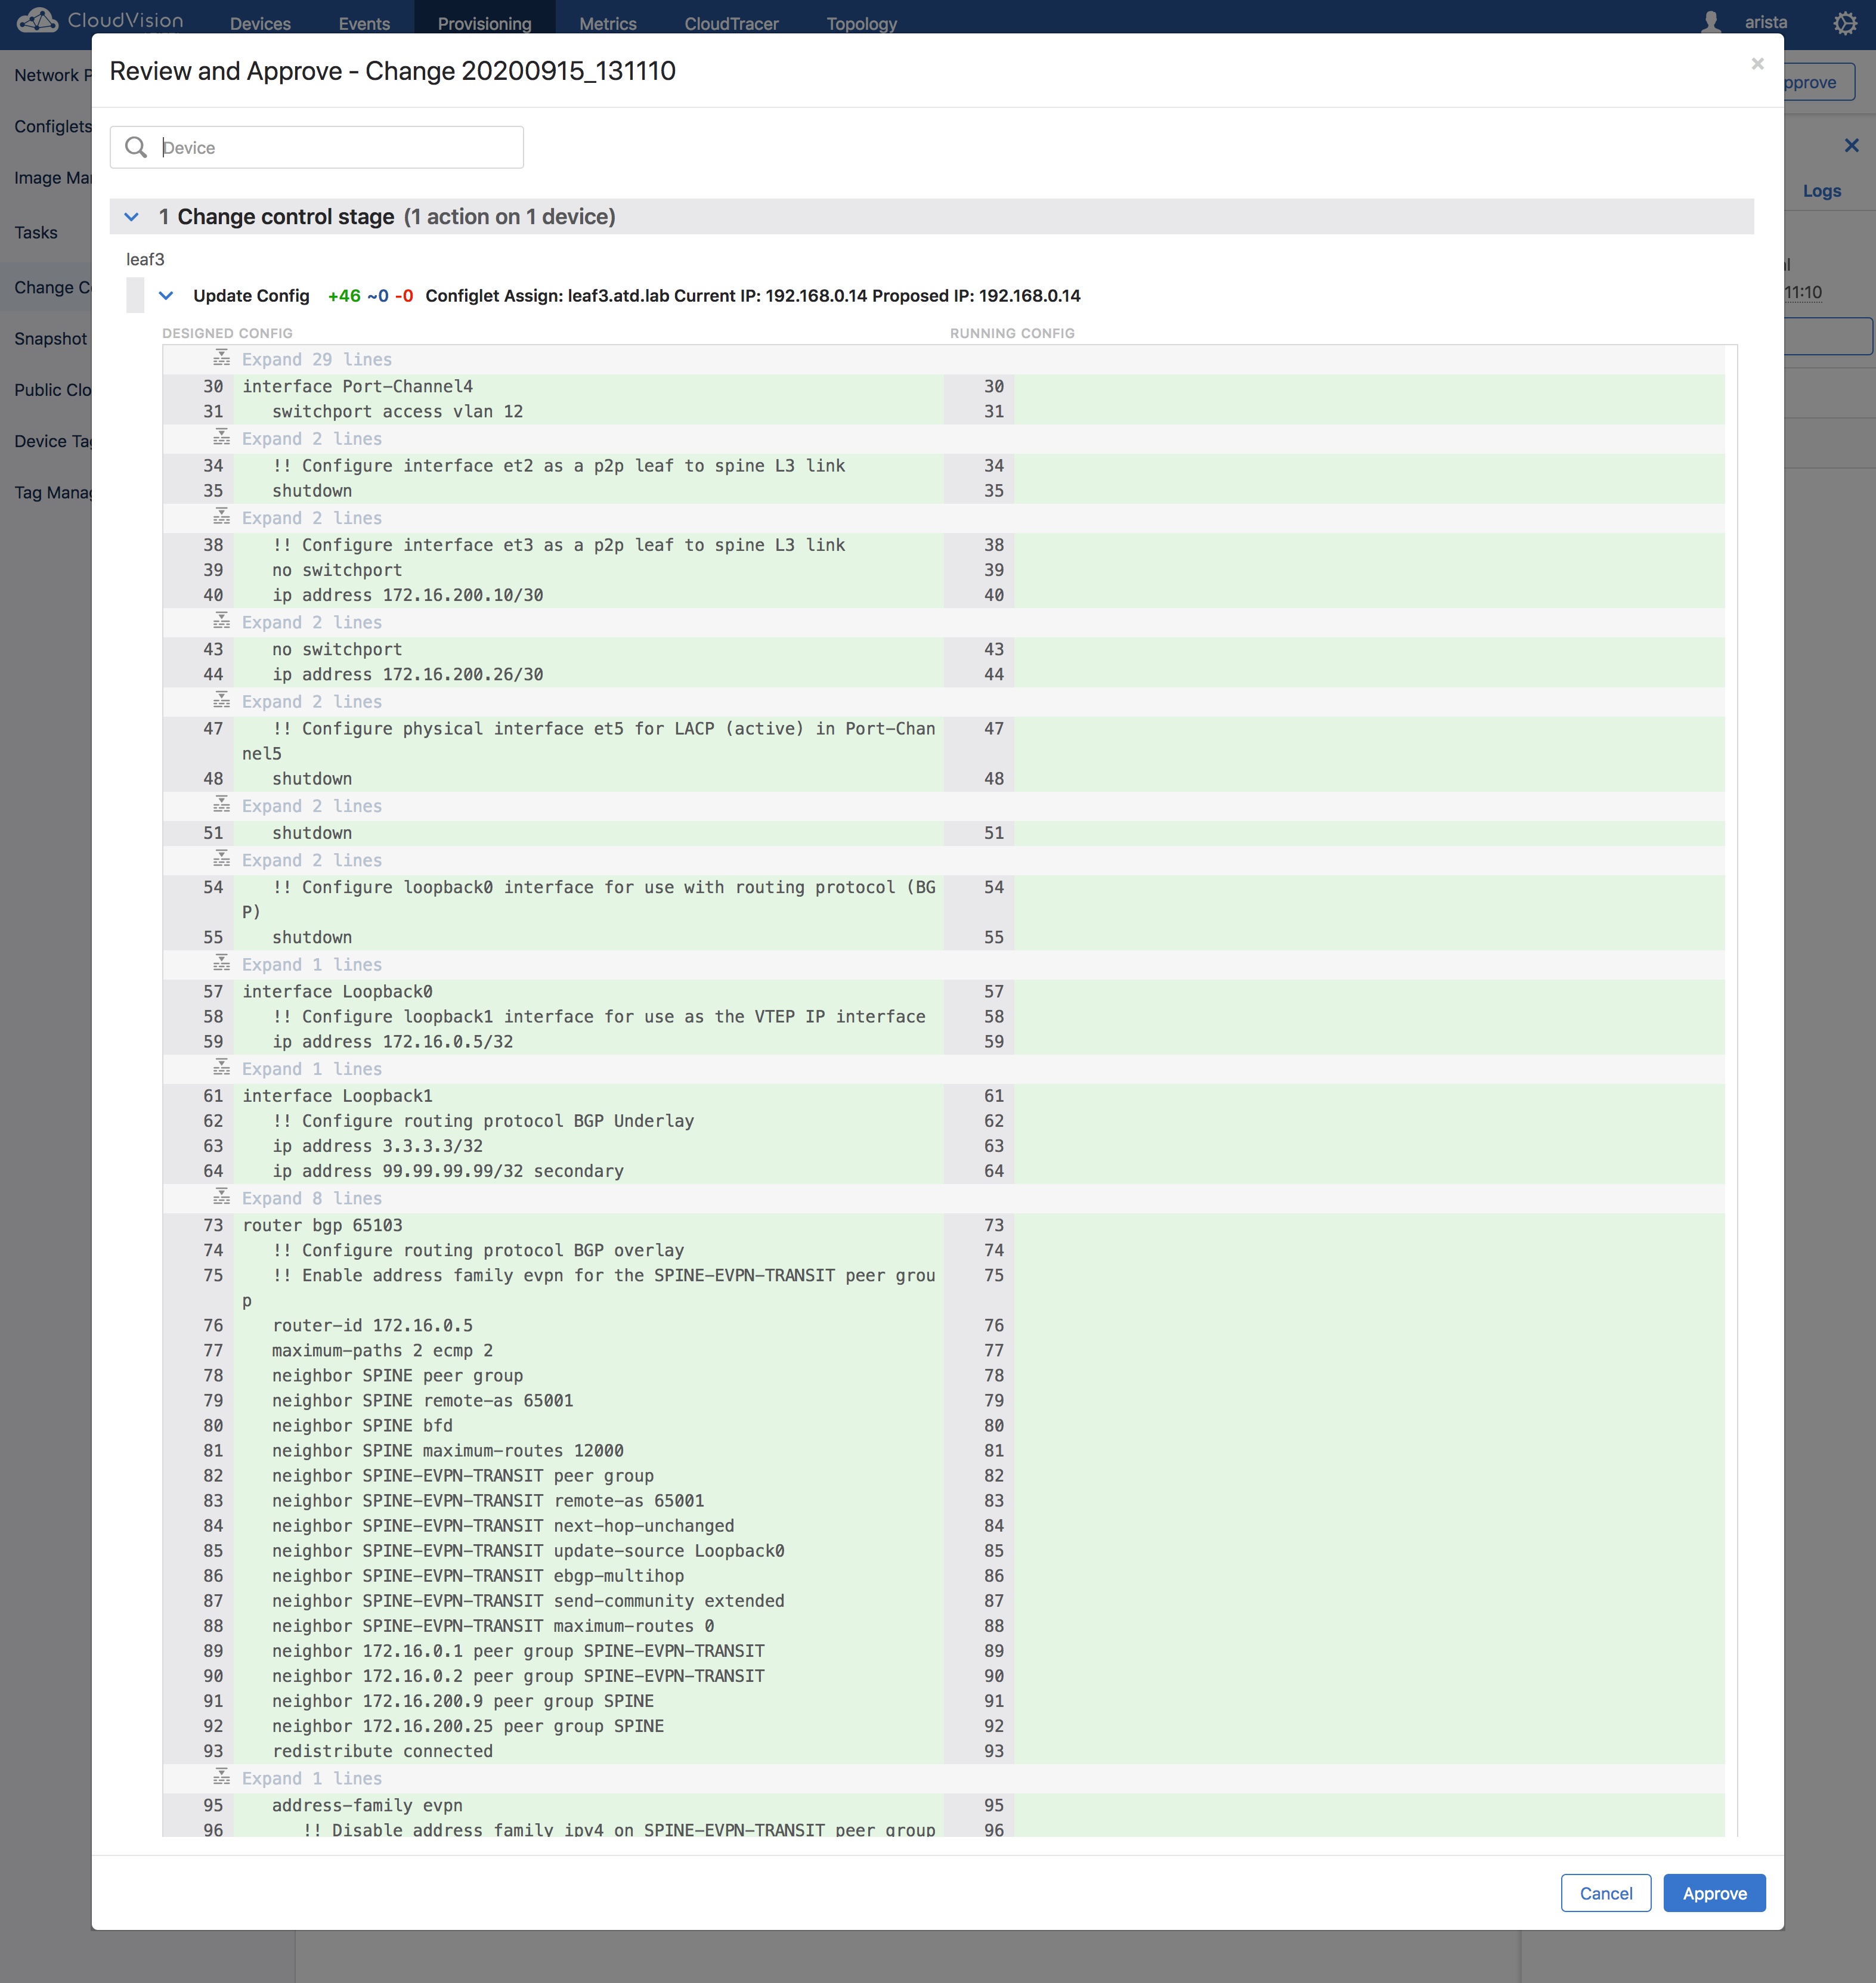 CloudVision
Devices Events Provisioning Metrics CloudTracer Topology arista
Network P
Configlets
Image Ma
Tasks
Change C
Snapshot
Public Clo
Device Ta
Tag Mana
pprove
Logs
11:10
Review and Approve - Change 20200915_131110
Device
1 Change control stage (1 action on 1 device)
leaf3
Update Config +46 ~0 -0 Configlet Assign: leaf3.atd.lab Current IP: 192.168.0.14 Proposed IP: 192.168.0.14
DESIGNED CONFIG RUNNING CONFIG
Expand 29 lines
30 interface Port-Channel4 30
31 switchport access vlan 12 31
Expand 2 lines
34 !! Configure interface et2 as a p2p leaf to spine L3 link 34
35 shutdown 35
Expand 2 lines
38 !! Configure interface et3 as a p2p leaf to spine L3 link 38
39 no switchport 39
40 ip address 172.16.200.10/30 40
Expand 2 lines
43 no switchport 43
44 ip address 172.16.200.26/30 44
Expand 2 lines
47 !! Configure physical interface et5 for LACP (active) in Port-Chan 47
nel5
48 shutdown 48
Expand 2 lines
51 shutdown 51
Expand 2 lines
54 !! Configure loopback0 interface for use with routing protocol (BG 54
P)
55 shutdown 55
Expand 1 lines
57 interface Loopback0 57
58 !! Configure loopback1 interface for use as the VTEP IP interface 58
59 ip address 172.16.0.5/32 59
Expand 1 lines
61 interface Loopback1 61
62 !! Configure routing protocol BGP Underlay 62
63 ip address 3.3.3.3/32 63
64 ip address 99.99.99.99/32 secondary 64
Expand 8 lines
73 router bgp 65103 73
74 !! Configure routing protocol BGP overlay 74
75 !! Enable address family evpn for the SPINE-EVPN-TRANSIT peer grou 75
p
76 router-id 172.16.0.5 76
77 maximum-paths 2 ecmp 2 77
78 neighbor SPINE peer group 78
79 neighbor SPINE remote-as 65001 79
80 neighbor SPINE bfd 80
81 neighbor SPINE maximum-routes 12000 81
82 neighbor SPINE-EVPN-TRANSIT peer group 82
83 neighbor SPINE-EVPN-TRANSIT remote-as 65001 83
84 neighbor SPINE-EVPN-TRANSIT next-hop-unchanged 84
85 neighbor SPINE-EVPN-TRANSIT update-source Loopback0 85
86 neighbor SPINE-EVPN-TRANSIT ebgp-multihop 86
87 neighbor SPINE-EVPN-TRANSIT send-community extended 87
88 neighbor SPINE-EVPN-TRANSIT maximum-routes 0 88
89 neighbor 172.16.0.1 peer group SPINE-EVPN-TRANSIT 89
90 neighbor 172.16.0.2 peer group SPINE-EVPN-TRANSIT 90
91 neighbor 172.16.200.9 peer group SPINE 91
92 neighbor 172.16.200.25 peer group SPINE 92
93 redistribute connected 93
Expand 1 lines
95 address-family evpn 95
96 !! Disable address family ipv4 on SPINE-EVPN-TRANSIT peer group 96
Cancel Approve